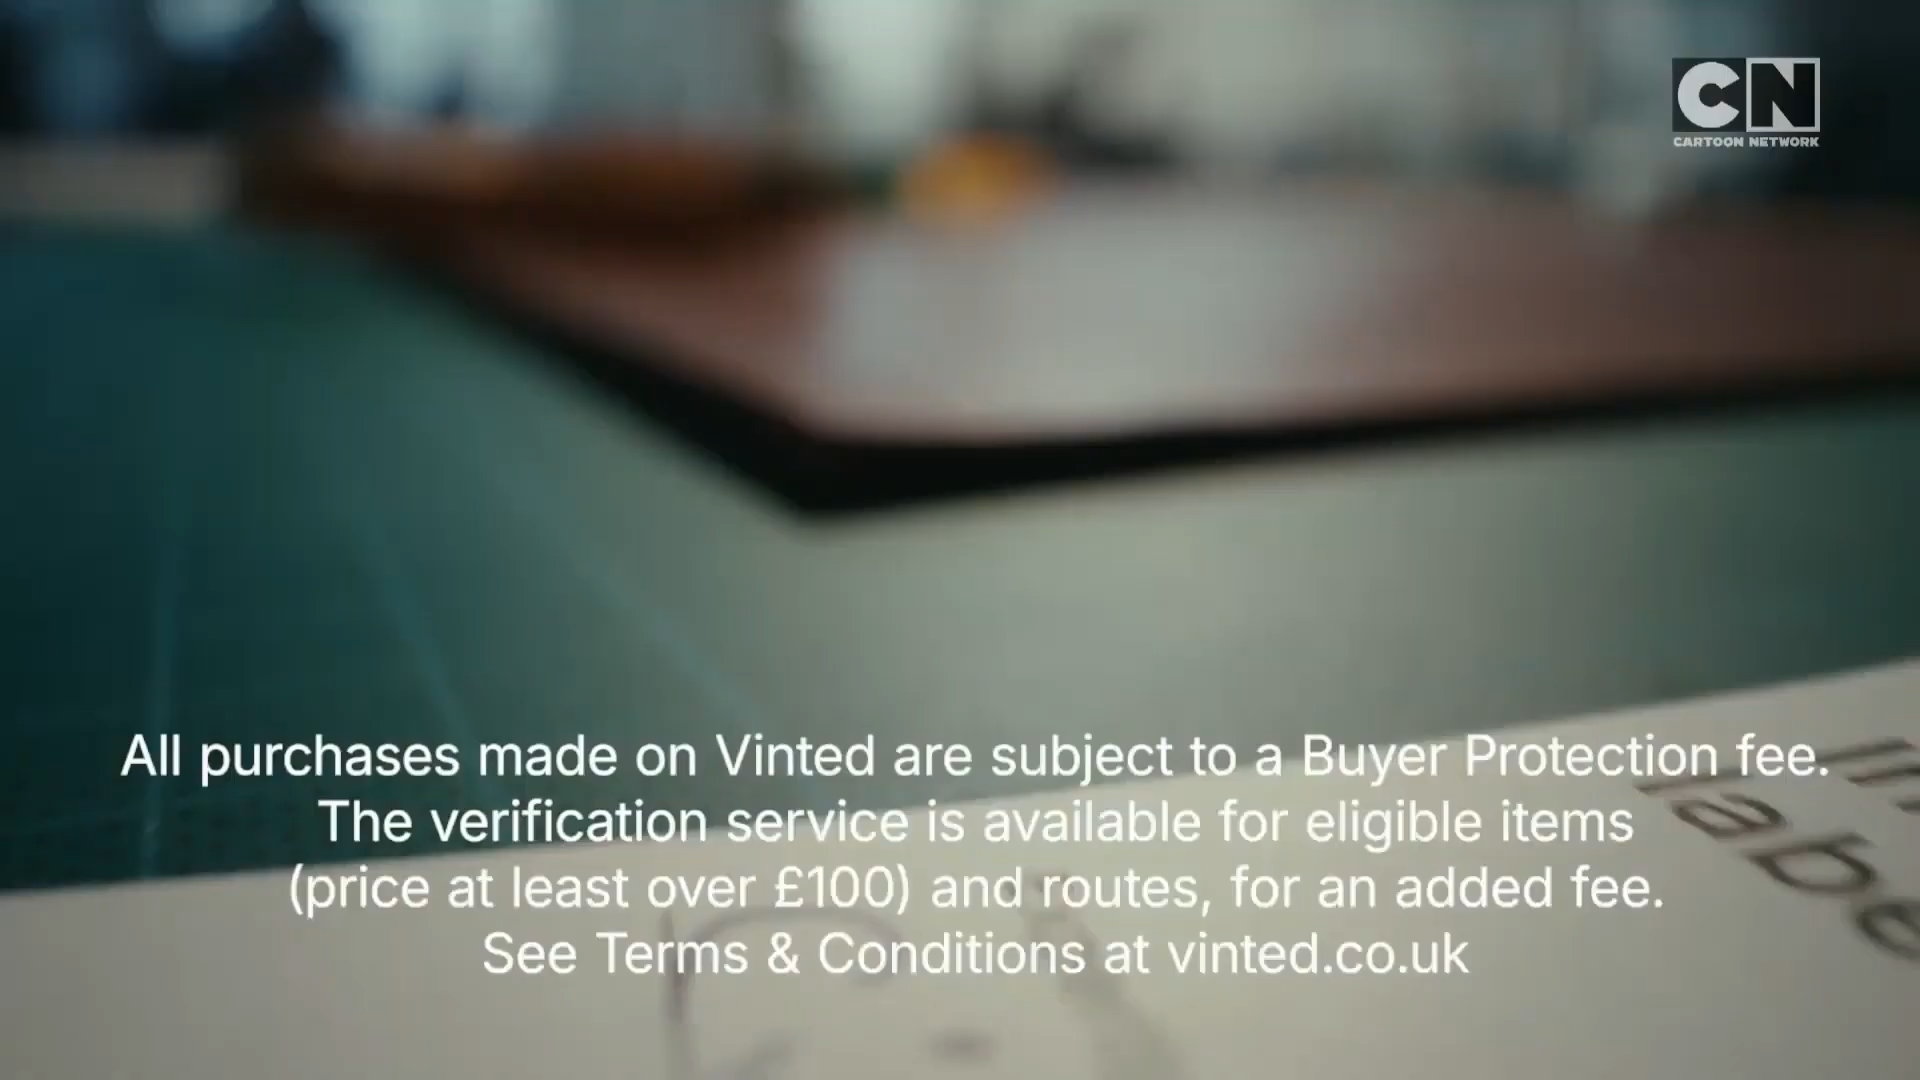 CN
CARTOON NETWORK
All purchases made on Vinted are subject to a Buyer Protection fee.
The verification service is available for eligible items
(price at least over £100) and routes, for an added fee.
See Terms & Conditions at vinted.co.uk